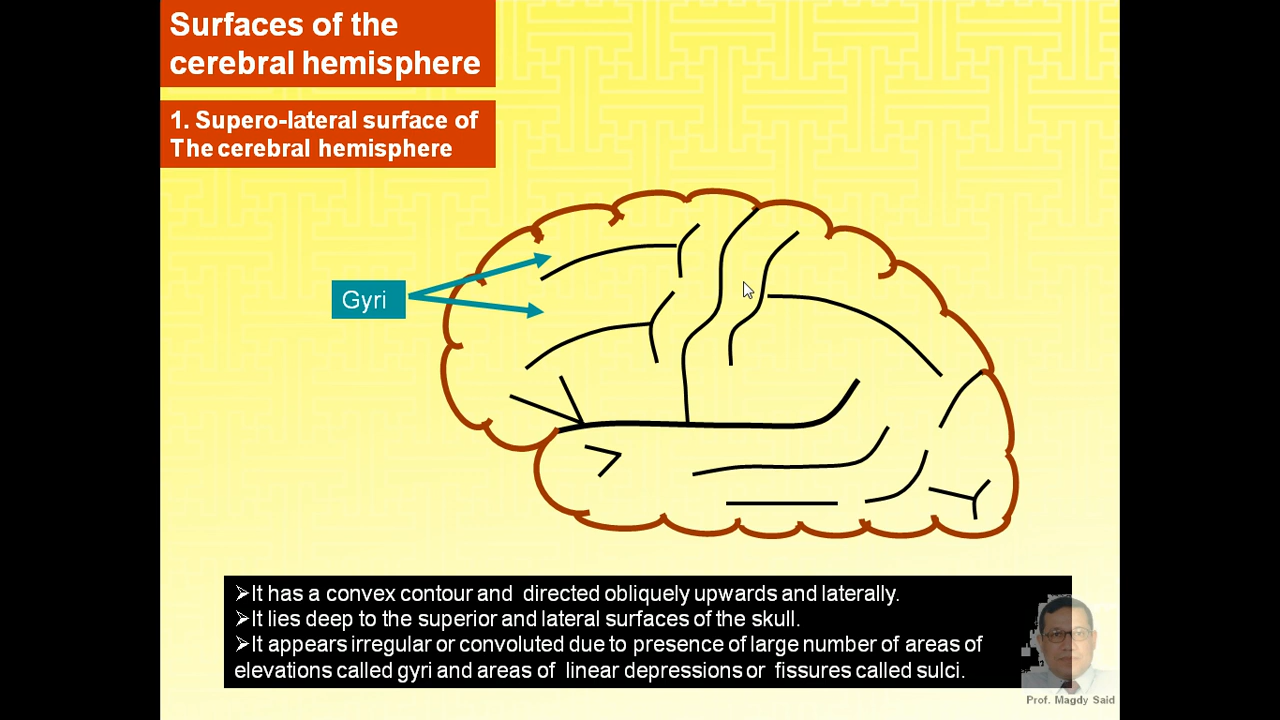 Surfaces of the
cerebral hemisphere
1. Supero-lateral surface of
The cerebral hemisphere
Gyri
➢It has a convex contour and directed obliquely upwards and laterally.
➢It lies deep to the superior and lateral surfaces of the skull.
➢It appears irregular or convoluted due to presence of large number of areas of
elevations called gyri and areas of linear depressions or fissures called sulci.
Prof. Magdy Said